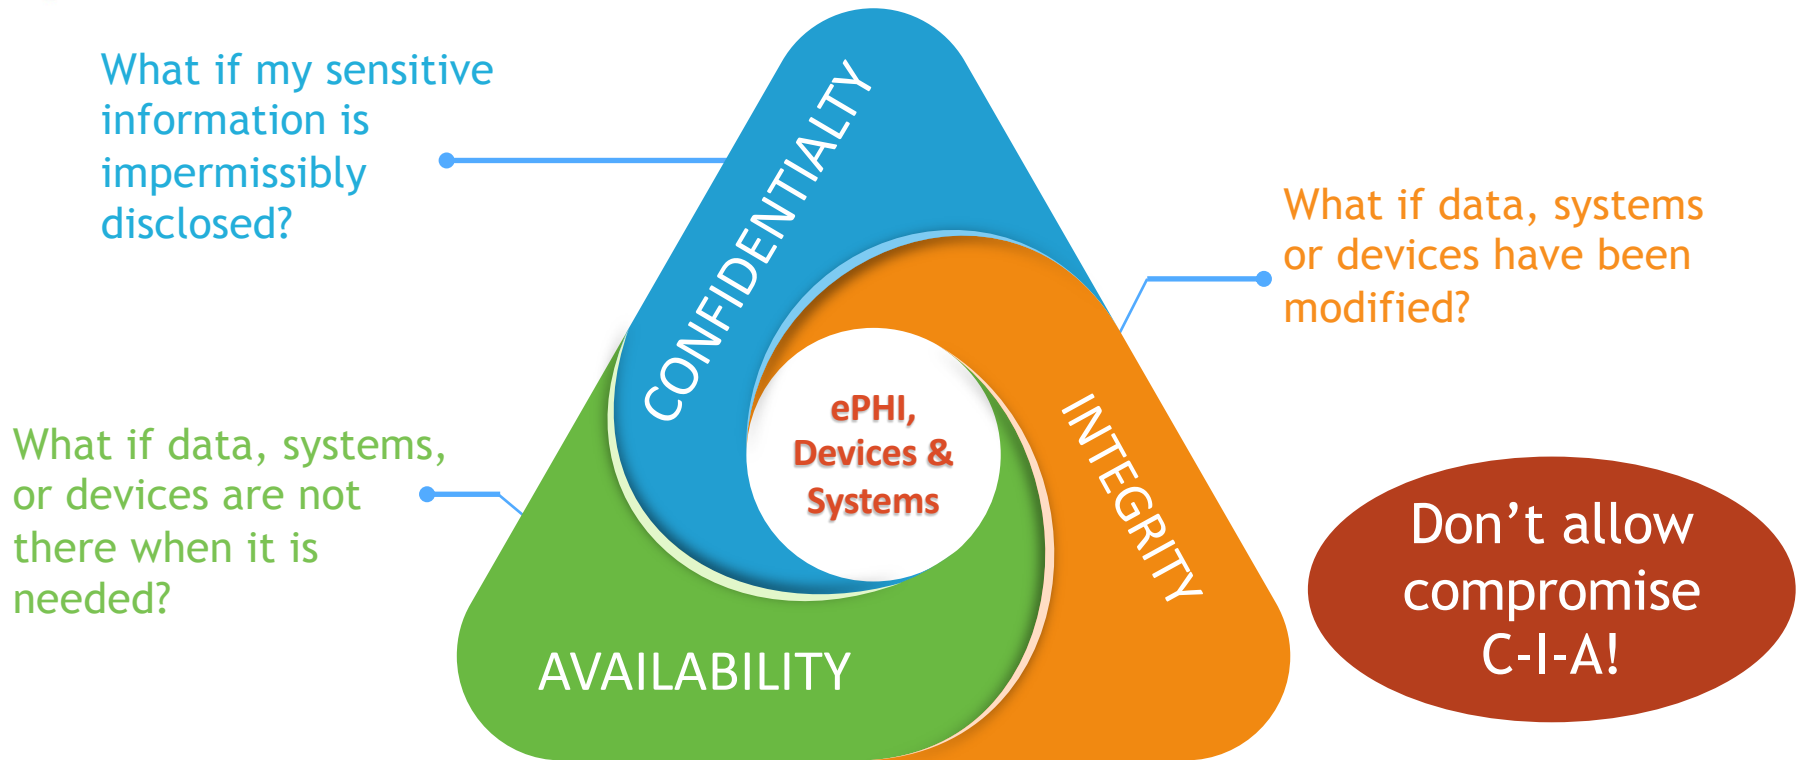 What if my sensitive
information is
impermissibly
disclosed?
CONFIDENTIALTY
What if data, systems
or devices have been
modified?
ePHI,
Devices &
Systems
INTEGRITY
What if data, systems,
or devices are not
there when it is
needed?
AVAILABILITY
Don’t allow
compromise
C-I-A!